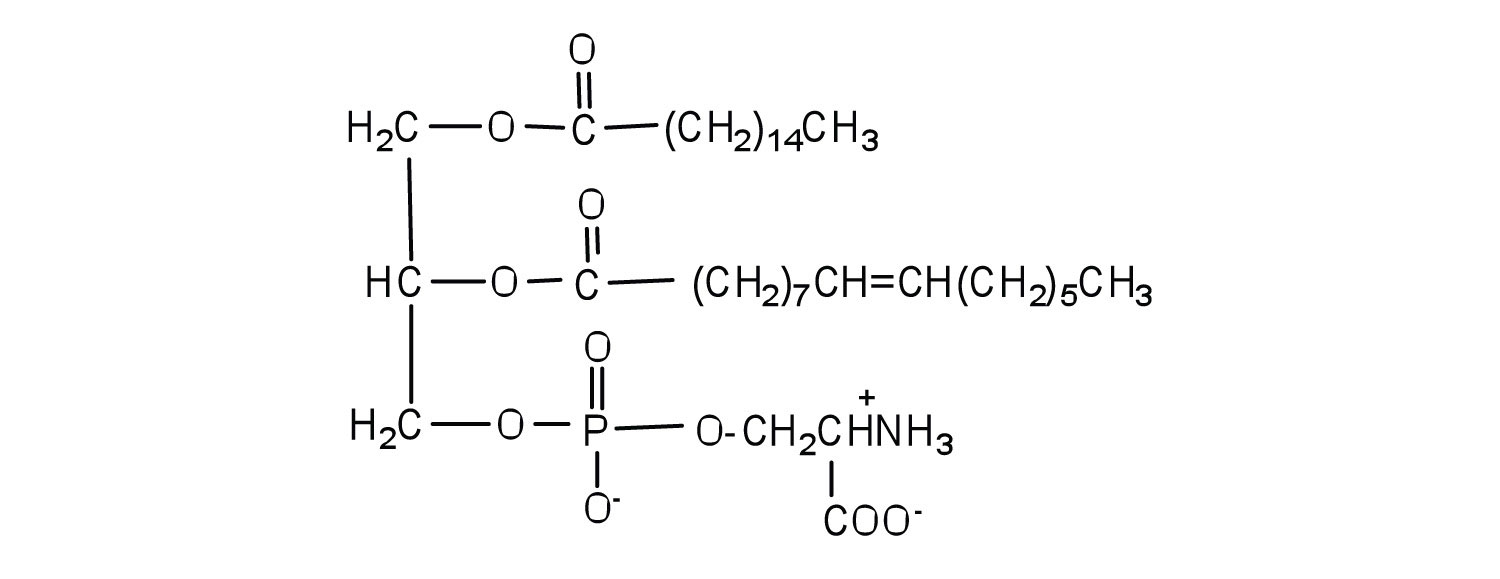 O
H₂C—O—C—(CH₂)₁₄CH₃
O
HC—O—C—(CH₂)₇CH=CH(CH₂)₅CH₃
O
+
H₂C—O—P—O-CH₂CHNH₃
O⁻
COO⁻